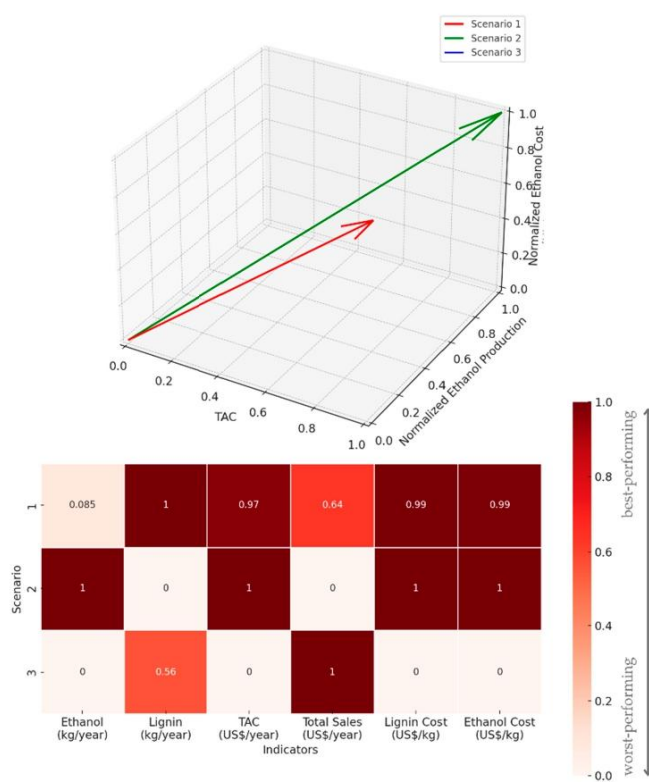 Scenario 1
Scenario 2
Scenario 3
1.0
0.8
0.6
0.4
0.2
0.0
Normalized Ethanol Cost
1.0
0.8
0.6
0.4
0.2
0.0
Normalized Ethanol Production
0.0
0.2
0.4
0.6
0.8
1.0
TAC
Scenario
1
0.085 1 0.97 0.64 0.99 0.99
2
1 0 1 0 1 1
3
0 0.56 0 1 0 0
Ethanol (kg/year)
Lignin (kg/year)
TAC (US$/year)
Total Sales (US$/year)
Lignin Cost (US$/kg)
Ethanol Cost (US$/kg)
Indicators
1.0
0.8
0.6
0.4
0.2
0.0
best-performing
worst-performing